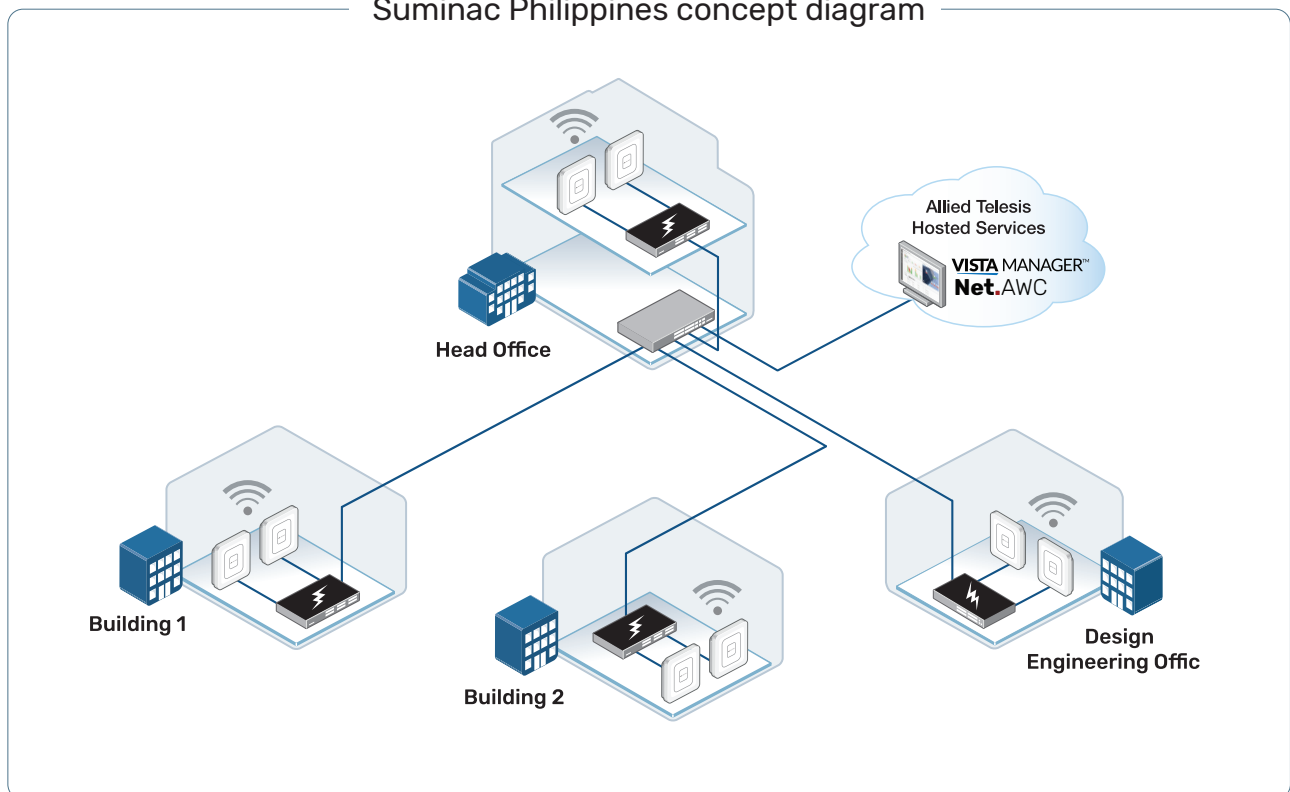 Suminac Philippines concept diagram
Allied Telesis
Hosted Services
VISTA MANAGER™
Net.AWC
Head Office
Building 1
Building 2
Design
Engineering Offic